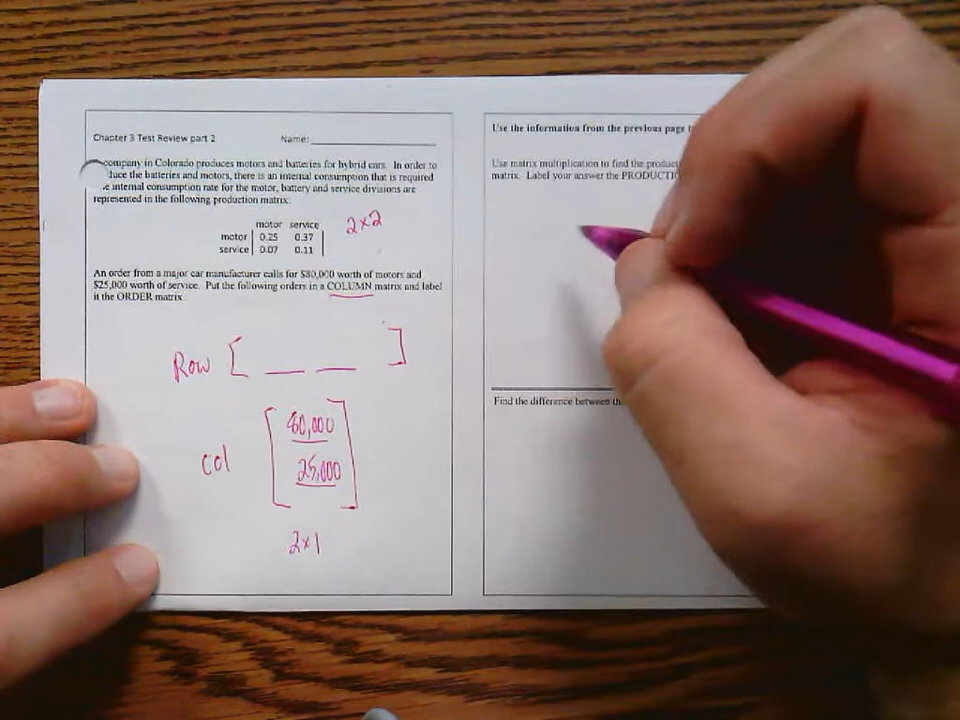 Chapter 3 Test Review part 2 Name:
company in Colorado produces motors and batteries for hybrid cars. In order to
duce the batteries and motors, there is an internal consumption that is required
e internal consumption rate for the motor, battery and service divisions are
represented in the following production matrix:
motor service
motor 0.25 0.37
service 0.07 0.11
2x2
An order from a major car manufacturer calls for $80,000 worth of motors and
$25,000 worth of service. Put the following orders in a COLUMN matrix and label
it the ORDER matrix
Row [ __ __ ]
col
80,000
25,000
2x1
Use the information from the previous page
Use matrix multiplication to find the product
matrix. Label your answer the PRODUCTI
Find the difference between th